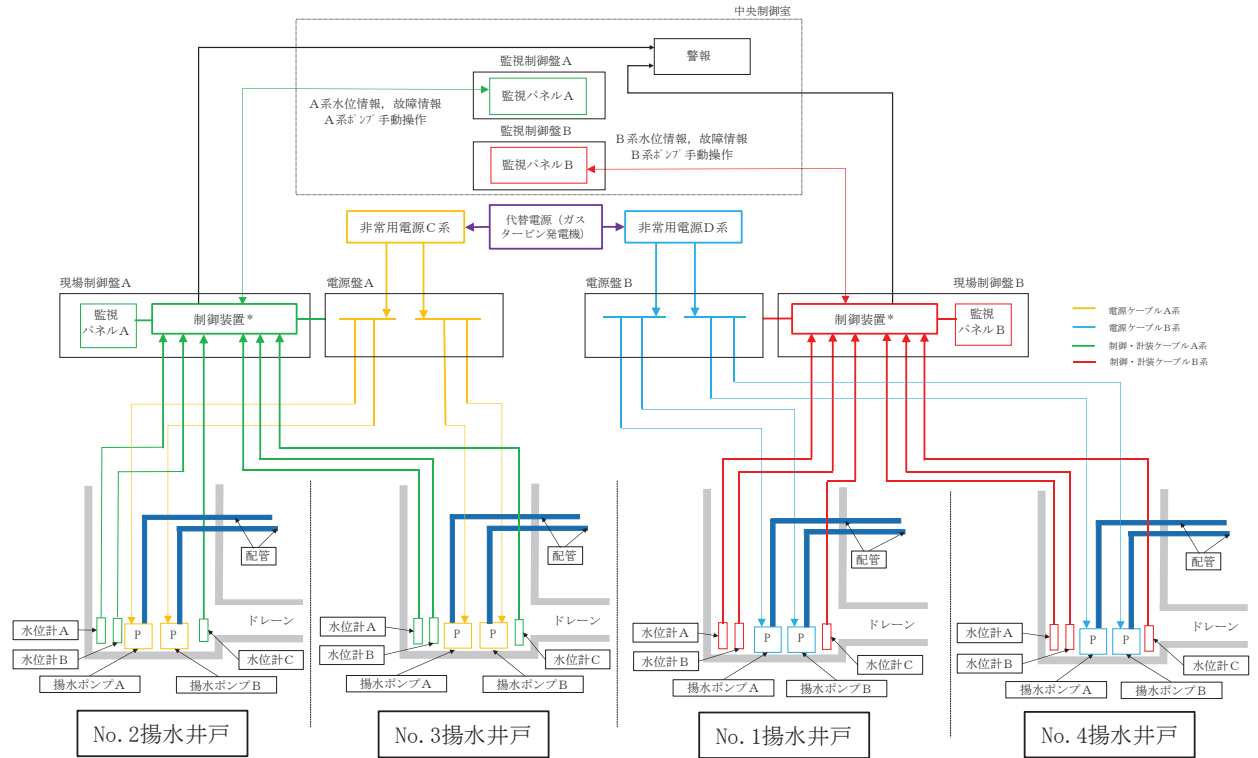 中央制御室
警報
監視制御盤A
監視パネルA
A系水位情報，故障情報
A系ポンプ手動操作
監視制御盤B
監視パネルB
B系水位情報，故障情報
B系ポンプ手動操作
非常用電源C系
代替電源（ガス
タービン発電機）
非常用電源D系
現場制御盤A
監視
パネルA
制御装置*
電源盤A
電源盤B
制御装置*
現場制御盤B
監視
パネルB
電源ケーブルA系
電源ケーブルB系
制御・計装ケーブルA系
制御・計装ケーブルB系
配管
ドレーン
水位計A
水位計B
P
P
水位計C
揚水ポンプA
揚水ポンプB
No.2揚水井戸
配管
ドレーン
水位計A
水位計B
P
P
水位計C
揚水ポンプA
揚水ポンプB
No.3揚水井戸
配管
ドレーン
水位計A
水位計B
P
P
水位計C
揚水ポンプA
揚水ポンプB
No.1揚水井戸
配管
ドレーン
水位計A
水位計B
P
P
水位計C
揚水ポンプA
揚水ポンプB
No.4揚水井戸